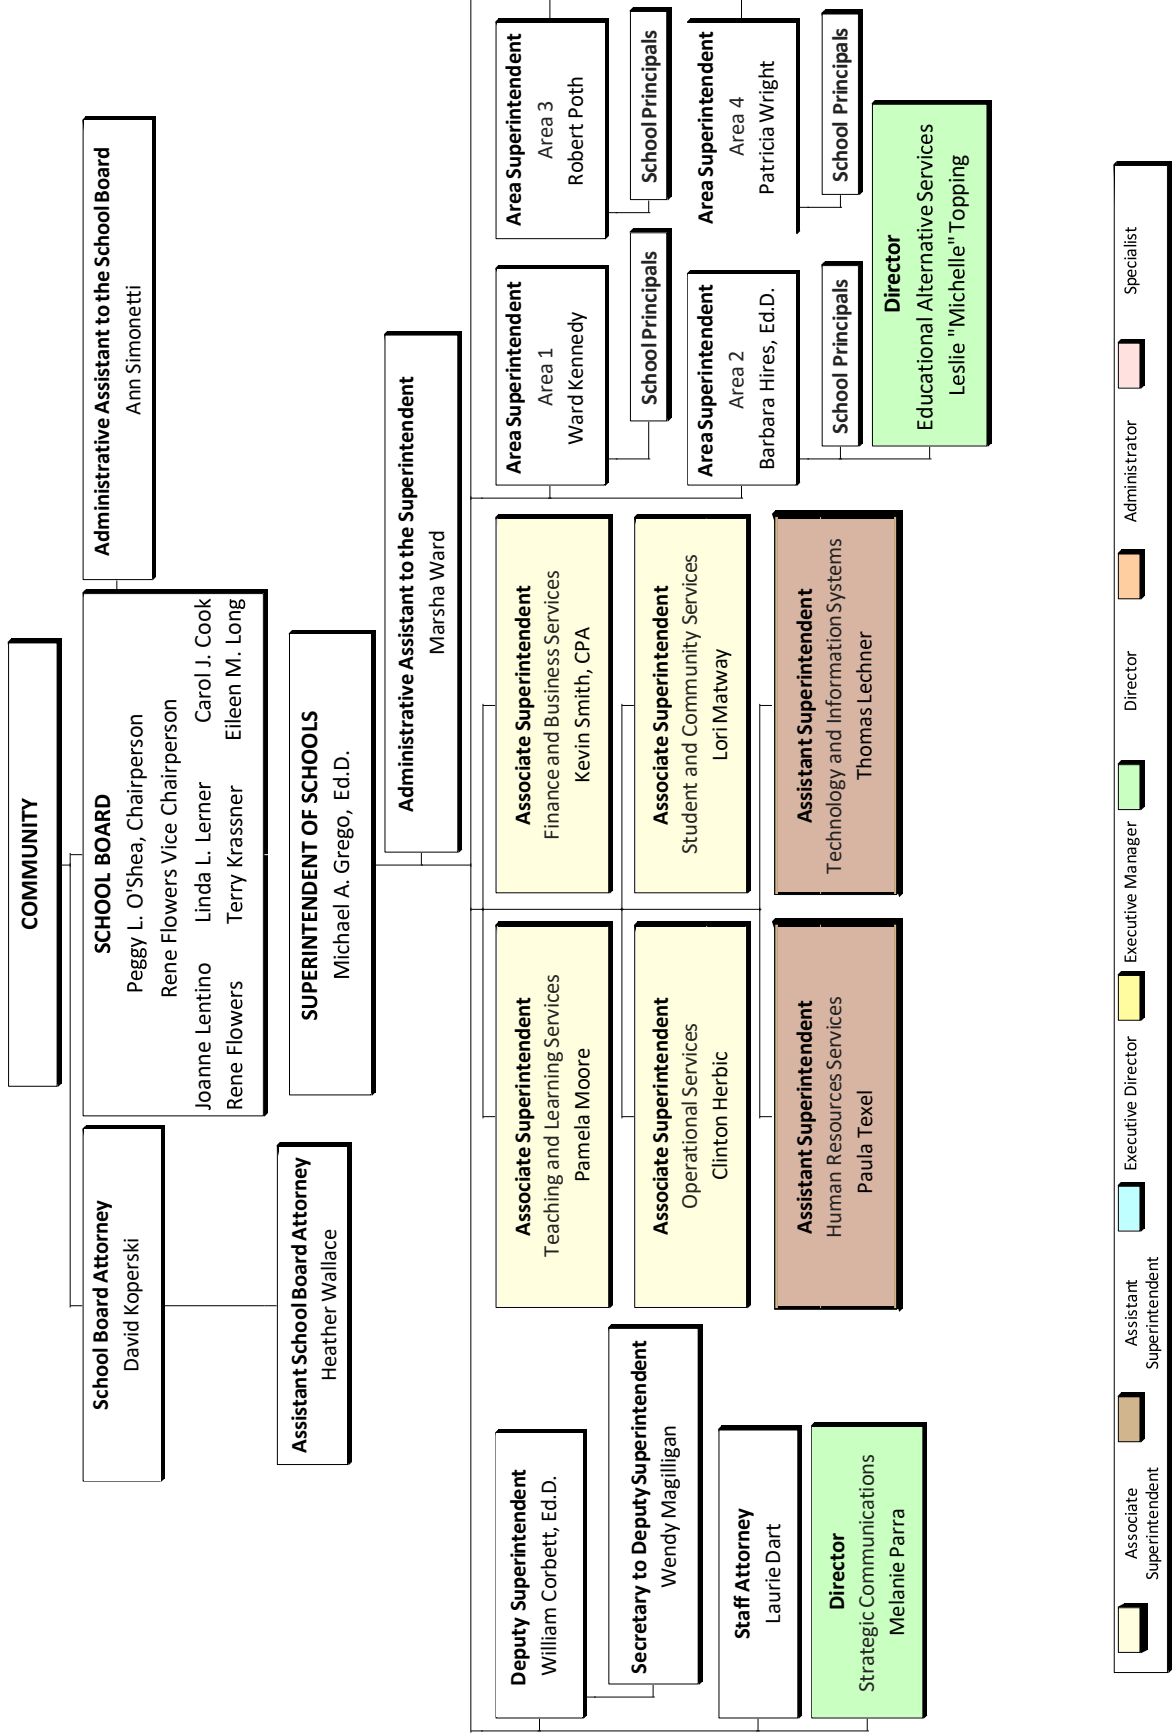 COMMUNITY
School Board Attorney
David Koperski
SCHOOL BOARD
Peggy L. O'Shea, Chairperson
Rene Flowers Vice Chairperson
Joanne Lentino Linda L. Lerner Carol J. Cook
Rene Flowers Terry Krassner Eileen M. Long
Administrative Assistant to the School Board
Ann Simonetti
Assistant School Board Attorney
Heather Wallace
SUPERINTENDENT OF SCHOOLS
Michael A. Grego, Ed.D.
Administrative Assistant to the Superintendent
Marsha Ward
Deputy Superintendent
William Corbett, Ed.D.
Secretary to Deputy Superintendent
Wendy Magilligan
Staff Attorney
Laurie Dart
Director
Strategic Communications
Melanie Parra
Associate Superintendent
Teaching and Learning Services
Pamela Moore
Associate Superintendent
Finance and Business Services
Kevin Smith, CPA
Associate Superintendent
Operational Services
Clinton Herbic
Associate Superintendent
Student and Community Services
Lori Matway
Assistant Superintendent
Human Resources Services
Paula Texel
Assistant Superintendent
Technology and Information Systems
Thomas Lechner
Area Superintendent
Area 1
Ward Kennedy
School Principals
Area Superintendent
Area 3
Robert Poth
School Principals
Area Superintendent
Area 2
Barbara Hires, Ed.D.
School Principals
Area Superintendent
Area 4
Patricia Wright
School Principals
Director
Educational Alternative Services
Leslie "Michelle" Topping
Associate
Superintendent
Assistant
Superintendent
Executive Director
Executive Manager
Director
Administrator
Specialist